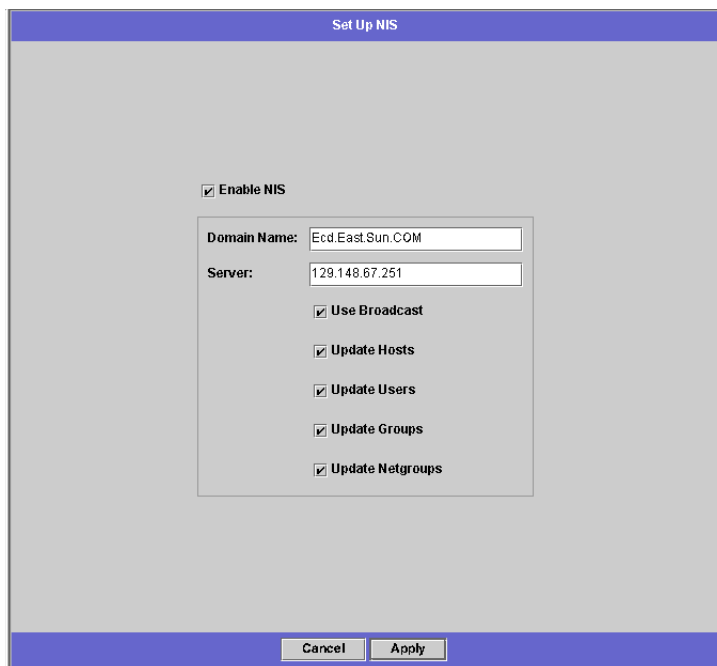 Set Up NIS
Enable NIS
Domain Name: Ecd.East.Sun.COM
Server: 129.148.67.251
Use Broadcast
Update Hosts
Update Users
Update Groups
Update Netgroups
Cancel Apply